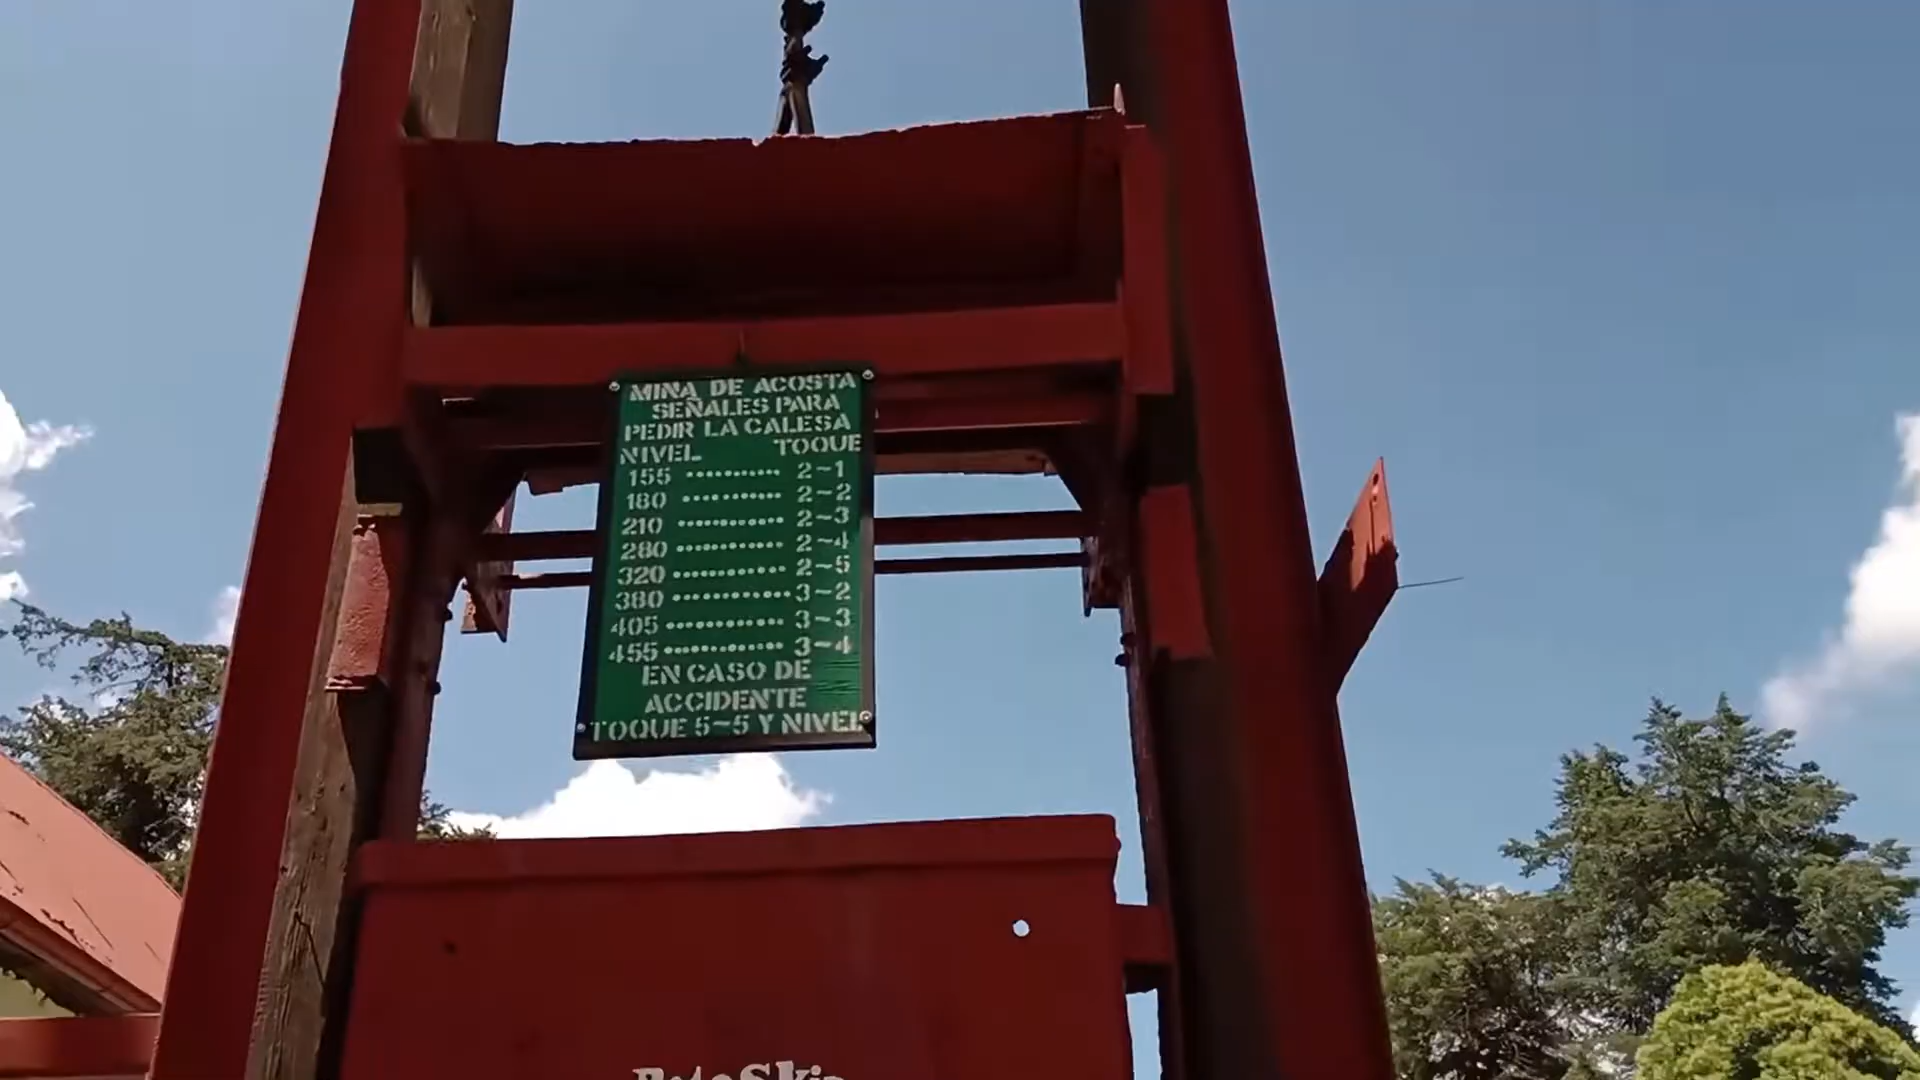 MINA DE ACOSTA
SEÑALES PARA
PEDIR LA CALESA
NIVEL TOQUE
155 ........... 2-1
180 ........... 2-2
210 ............ 2-3
280 ............ 2-4
320 ............ 2-5
380 ............. 3-2
405 ............. 3-3
455 ............. 3-4
EN CASO DE
ACCIDENTE
TOQUE 5-5 Y NIVEL